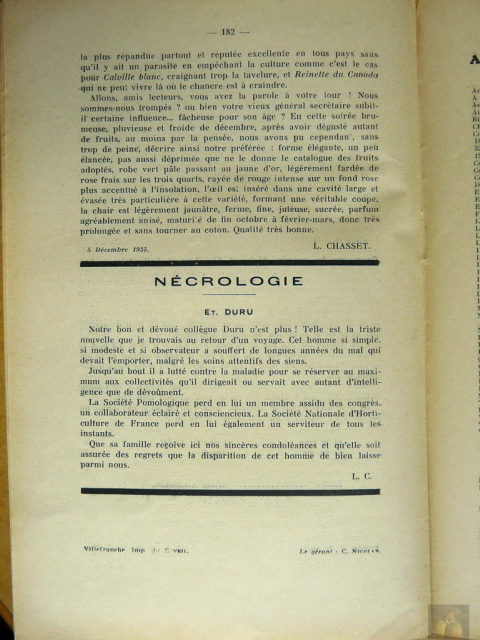 — 182 —
la plus répandue partout et réputée excellente en tous pays sans
qu'il y ait un parasite en empêchant la culture comme c'est le cas
pour Calville blanc, craignant trop la tavelure, et Reinette du Canada
qui ne peut vivre là où le chancre est à craindre.
Allons, amis lecteurs, vous avez la parole à votre tour ! Nous
sommes-nous trompés ? ou bien votre vieux général secrétaire subit-
il certaine influence... fâcheuse pour son âge ? En cette soirée bru-
meuse, pluvieuse et froide de décembre, après avoir dégusté autant
de fruits, au moins par la pensée, nous avons pu cependant, sans
trop de peine, décrire ainsi notre préférée : forme élégante, un peu
élancée, pas aussi déprimée que ne le donne le catalogue des fruits
adoptés, robe vert pâle passant au jaune d'or, légèrement fardée de
rose frais sur les trois quarts, rayée de rouge intense sur un fond rose
plus accentué à l'insolation, l'œil est inséré dans une cavité large et
évasée très particulière à cette variété, formant une véritable coupe,
la chair est légèrement jaunâtre, ferme, fine, juteuse, sucrée, parfum
agréablement anisé, maturité de fin octobre à février-mars, donc très
prolongée et sans tourner au coton. Qualité très bonne.
5 Décembre 1935.
L. CHASSET.
NÉCROLOGIE
ET. DURU
Notre bon et dévoué collègue Duru n'est plus ! Telle est la triste
nouvelle que je trouvais au retour d'un voyage. Cet homme si simple,
si modeste et si observateur a souffert de longues années du mal qui
devait l'emporter, malgré les soins attentifs des siens.
Jusqu'au bout il a lutté contre la maladie pour se réserver au maxi-
mum aux collectivités qu'il dirigeait ou servait avec autant d'intelli-
gence que de dévoûment.
La Société Pomologique perd en lui un membre assidu des congrès,
un collaborateur éclairé et consciencieux. La Société Nationale d'Horti-
culture de France perd en lui également un serviteur de tous les
instants.
Que sa famille reçoive ici nos sincères condoléances et qu'elle soit
assurée des regrets que la disparition de cet homme de bien laisse
parmi nous.
L. C.
Villefranche Imp. du
Le gérant : C.